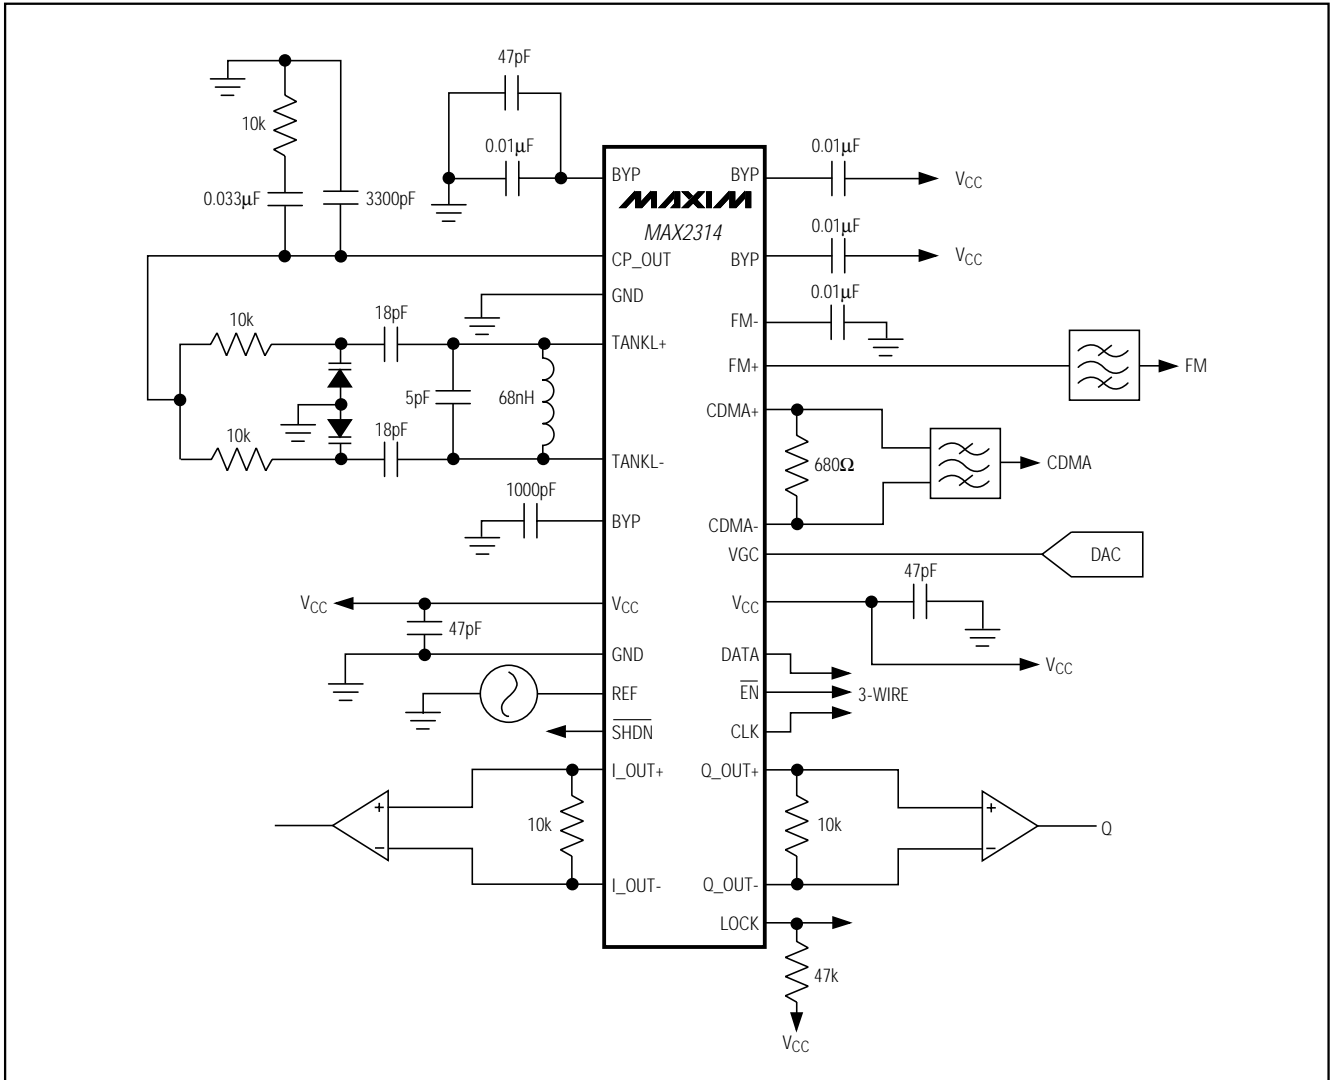 47pF
10k
0.01µF
0.033µF
3300pF
BYP
BYP
0.01µF
VCC
MAXIM
MAX2314
0.01µF
CP_OUT
BYP
VCC
GND
0.01µF
18pF
10k
FM-
TANKL+
FM+
FM
5pF
68nH
CDMA+
10k
18pF
TANKL-
680Ω
CDMA
1000pF
BYP
CDMA-
VGC
DAC
47pF
VCC
VCC
VCC
47pF
GND
DATA
VCC
REF
EN
3-WIRE
SHDN
CLK
I_OUT+
Q_OUT+
+
10k
10k
+
Q
−
−
I_OUT-
Q_OUT-
LOCK
47k
VCC